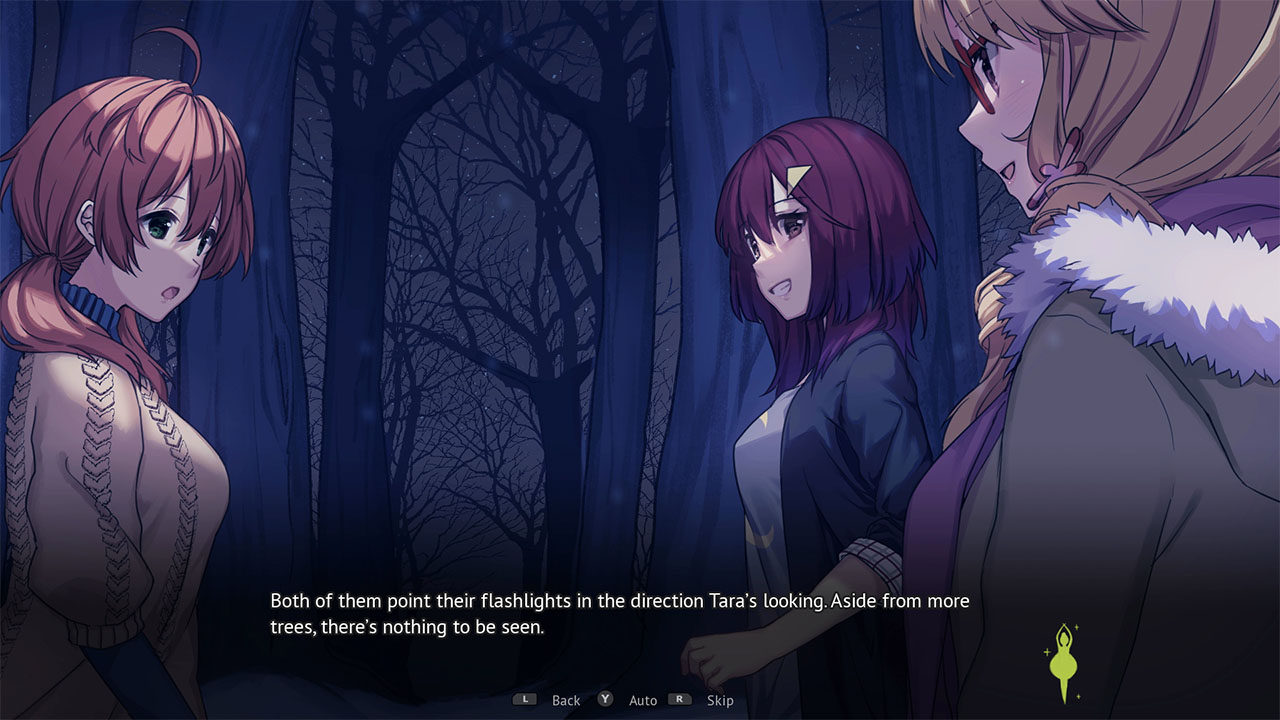 Both of them point their flashlights in the direction Tara's looking. Aside from more
trees, there's nothing to be seen.
L Back Y Auto R Skip